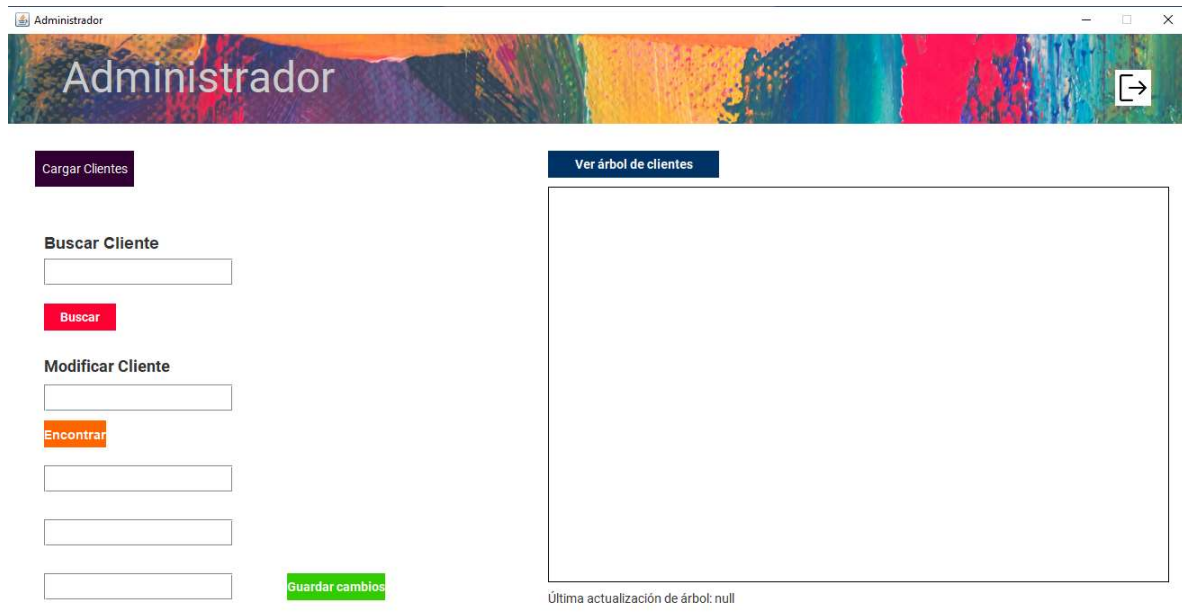 Administrador
Administrador
Cargar Clientes
Ver árbol de clientes
Buscar Cliente
Buscar
Modificar Cliente
Encontrar
Guardar cambios
Última actualización de árbol: null